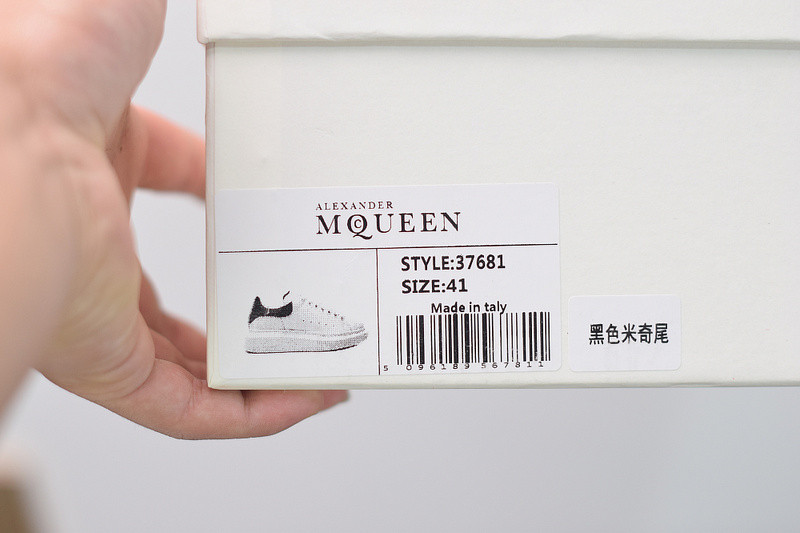 ALEXANDER
MCQUEEN
STYLE:37681
SIZE:41
Made in taly
5 096189 567811
黑色米奇尾